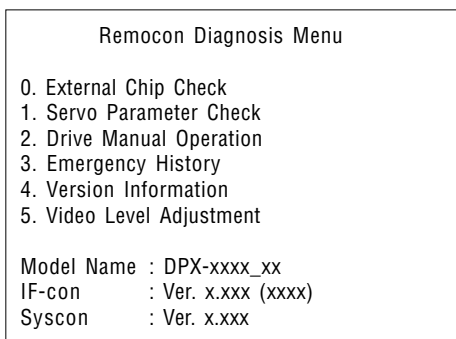 Remocon Diagnosis Menu
0. External Chip Check
1. Servo Parameter Check
2. Drive Manual Operation
3. Emergency History
4. Version Information
5. Video Level Adjustment
Model Name : DPX-xxxx_xx
IF-con : Ver. x.xxx (xxxx)
Syscon : Ver. x.xxx